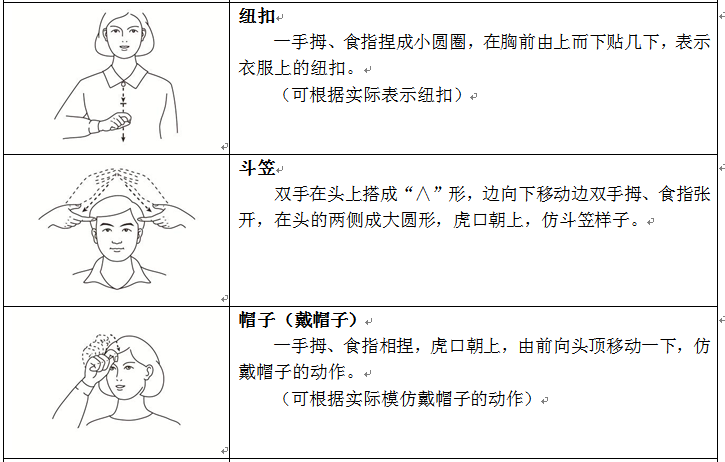 纽扣
一手拇、食指捏成小圆圈，在胸前由上而下贴几下，表示
衣服上的纽扣。
（可根据实际表示纽扣）
斗笠
双手在头上搭成“∧”形，边向下移动边双手拇、食指张
开，在头的两侧成大圆形，虎口朝上，仿斗笠样子。
帽子（戴帽子）
一手拇、食指相捏，虎口朝上，由前向头顶移动一下，仿
戴帽子的动作。
（可根据实际模仿戴帽子的动作）